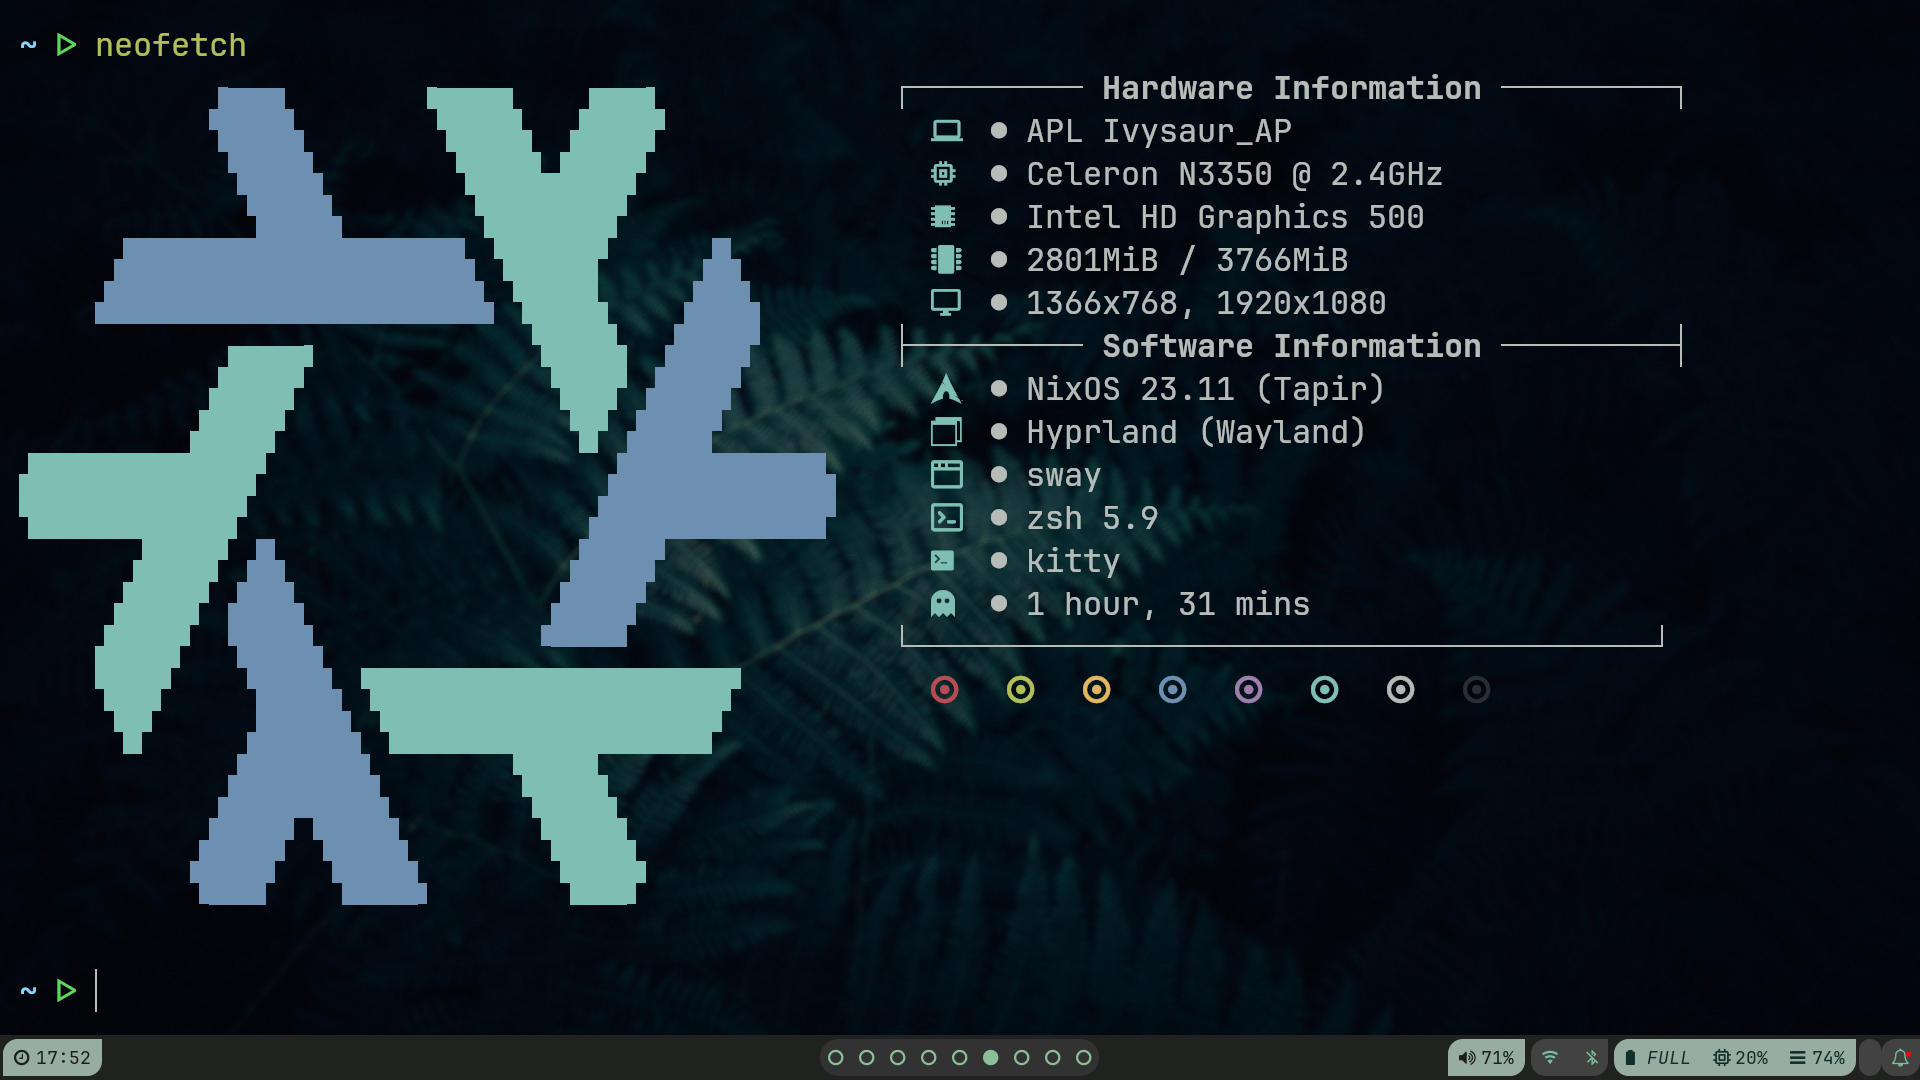 ~ ▷ neofetch
Hardware Information
● APL Ivysaur_AP
● Celeron N3350 @ 2.4GHz
● Intel HD Graphics 500
● 2801MiB / 3766MiB
● 1366x768, 1920x1080
Software Information
● NixOS 23.11 (Tapir)
● Hyprland (Wayland)
● sway
● zsh 5.9
● kitty
● 1 hour, 31 mins
~ ▷
17:52 71% FULL 20% 74%